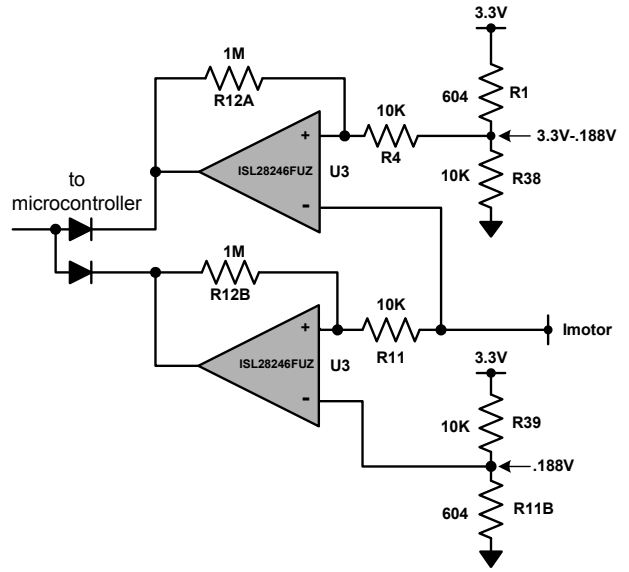 3.3V
1M
R12A
604
R1
10K
R4
3.3V-.188V
+
ISL28246FUZ
U3
-
10K
R38
to
microcontroller
1M
R12B
10K
R11
Imotor
+
ISL28246FUZ
U3
-
3.3V
10K
R39
.188V
604
R11B